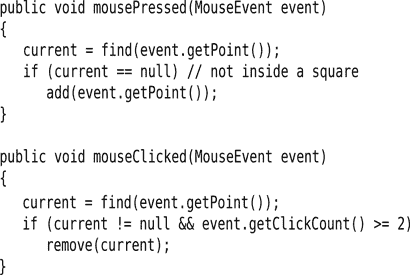 public void mousePressed(MouseEvent event)
{
   current = find(event.getPoint());
   if (current == null) // not inside a square
      add(event.getPoint());
}

public void mouseClicked(MouseEvent event)
{
   current = find(event.getPoint());
   if (current != null && event.getClickCount() >= 2)
      remove(current);
}